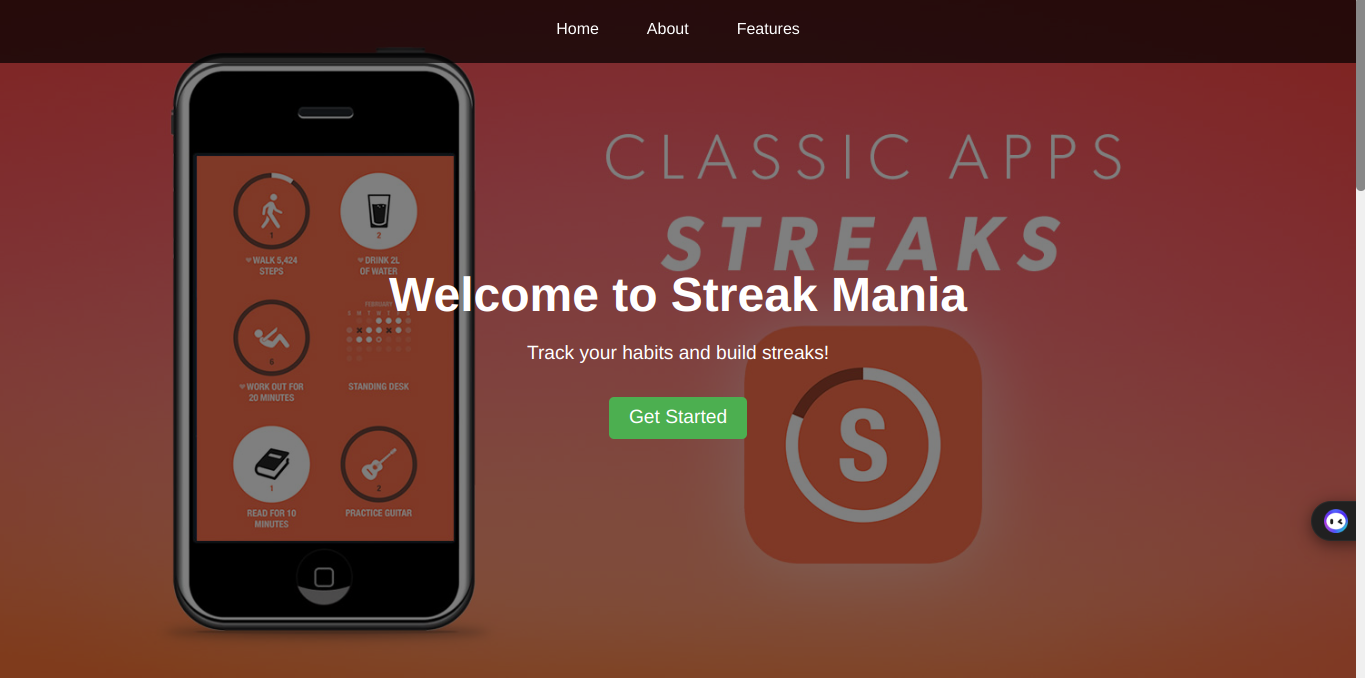 Home
About
Features
CLASSIC APPS
STREAKS
Welcome to Streak Mania
Track your habits and build streaks!
Get Started
S
1
WALK 5,424
STEPS
2
DRINK 2L
OF WATER
6
WORK OUT FOR
20 MINUTES
FEBRUARY
S M T W T F S
STANDING DESK
1
READ FOR 10
MINUTES
2
PRACTICE GUITAR